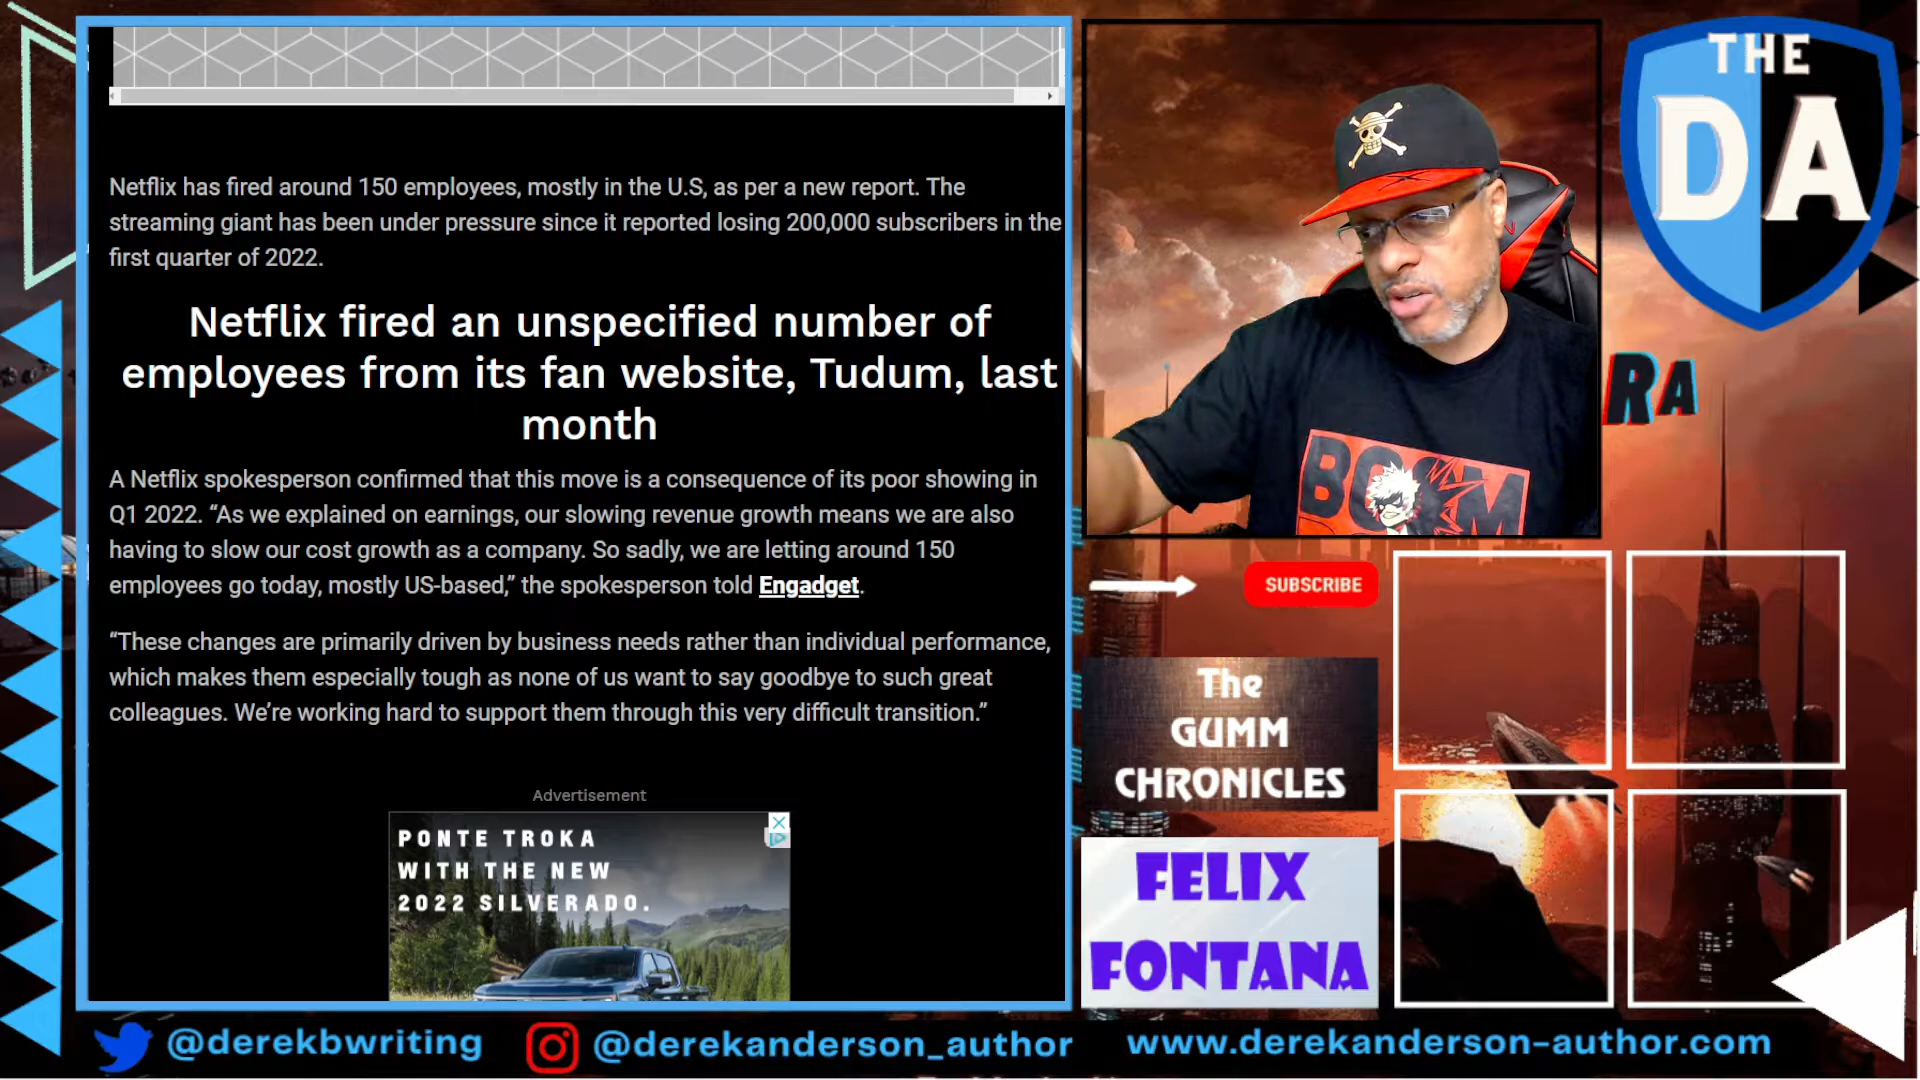 Netflix has fired around 150 employees, mostly in the U.S, as per a new report. The
streaming giant has been under pressure since it reported losing 200,000 subscribers in the
first quarter of 2022.
Netflix fired an unspecified number of
employees from its fan website, Tudum, last
month
A Netflix spokesperson confirmed that this move is a consequence of its poor showing in
Q1 2022. “As we explained on earnings, our slowing revenue growth means we are also
having to slow our cost growth as a company. So sadly, we are letting around 150
employees go today, mostly US-based,” the spokesperson told Engadget.
“These changes are primarily driven by business needs rather than individual performance,
which makes them especially tough as none of us want to say goodbye to such great
colleagues. We’re working hard to support them through this very difficult transition.”
Advertisement
PONTE TROKA
WITH THE NEW
2022 SILVERADO.
BOOM
THE
DA
RA
SUBSCRIBE
The
GUMM
CHRONICLES
FELIX
FONTANA
@derekbwriting
@derekanderson_author
www.derekanderson-author.com